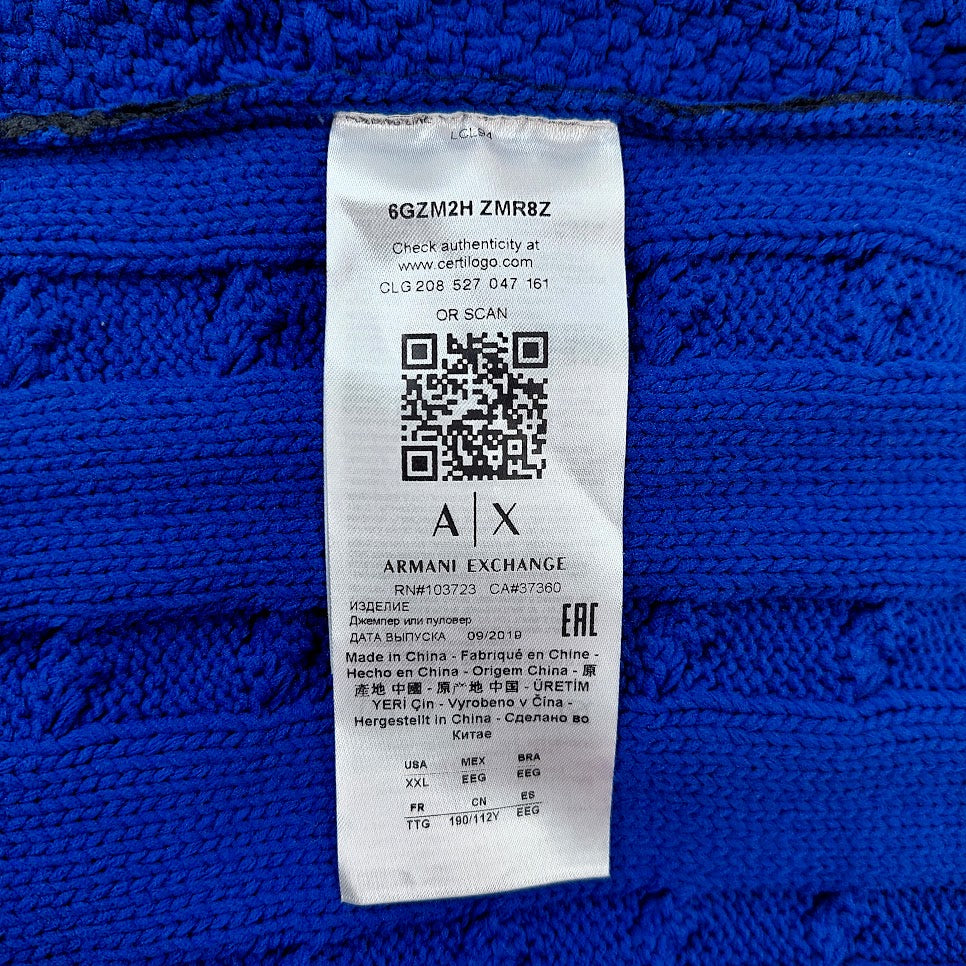 LCLS4
6GZM2H ZMR8Z
Check authenticity at
www.certilogo.com
CLG 208 527 047 161
OR SCAN
A|X
ARMANI EXCHANGE
RN#103723 CA#37360
ИЗДЕЛИЕ
Джемпер или пуловер
ДАТА ВЫПУСКА 09/2019
EAC
Made in China - Fabriqué en Chine -
Hecho en China - Origem China - 原
產地 中國 - 原产地 中国 - ÜRETİM
YERİ Çin - Vyrobeno v Čína -
Hergestellt in China - Сделано во
Китае
USA MEX BRA
XXL EEG EEG
FR CN ES
TTG 190/112Y EEG